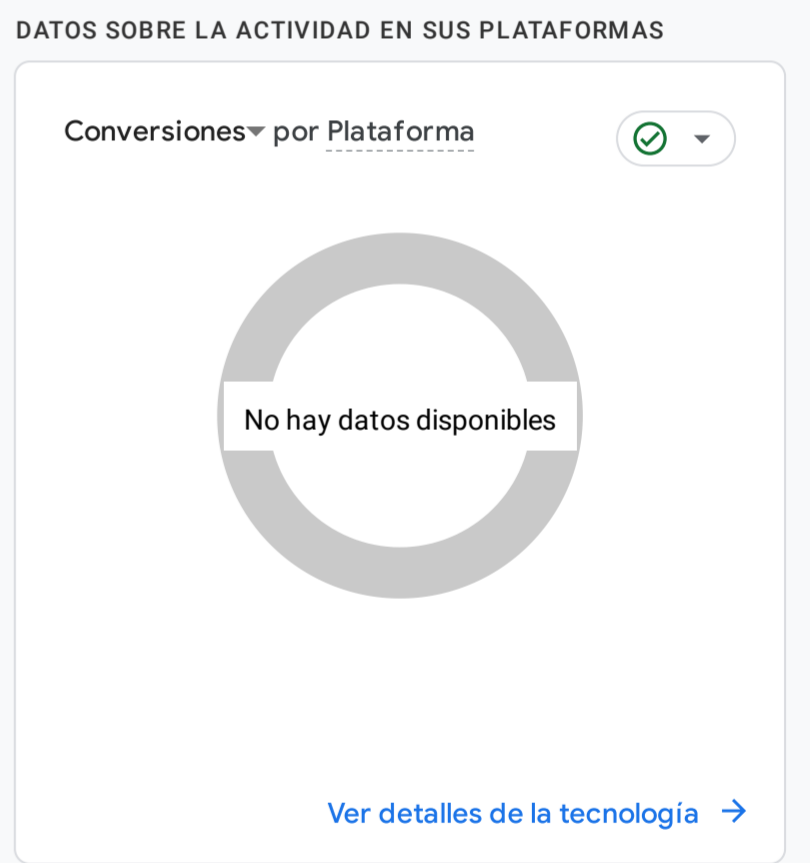 DATOS SOBRE LA ACTIVIDAD EN SUS PLATAFORMAS
Conversiones por Plataforma
No hay datos disponibles
Ver detalles de la tecnología